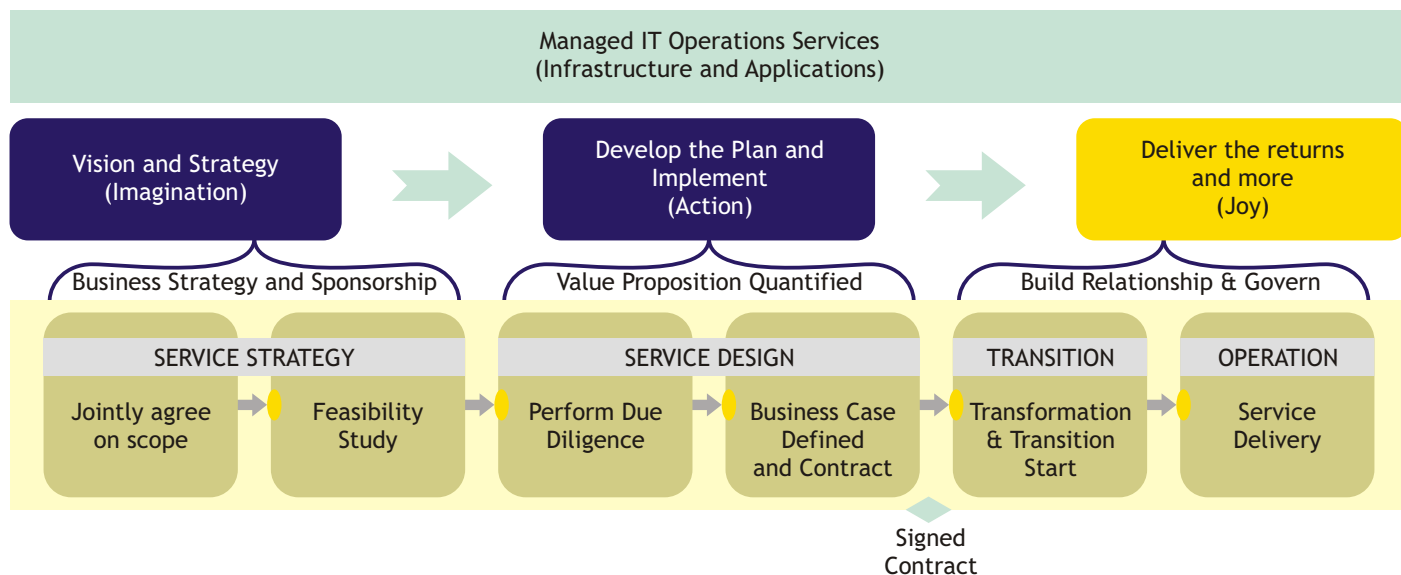 Managed IT Operations Services
(Infrastructure and Applications)
Vision and Strategy
(Imagination)
Develop the Plan and
Implement
(Action)
Deliver the returns
and more
(Joy)
Business Strategy and Sponsorship
Value Proposition Quantified
Build Relationship & Govern
SERVICE STRATEGY
SERVICE DESIGN
TRANSITION
OPERATION
Jointly agree
on scope
Feasibility
Study
Perform Due
Diligence
Business Case
Defined
and Contract
Transformation
& Transition
Start
Service
Delivery
Signed
Contract